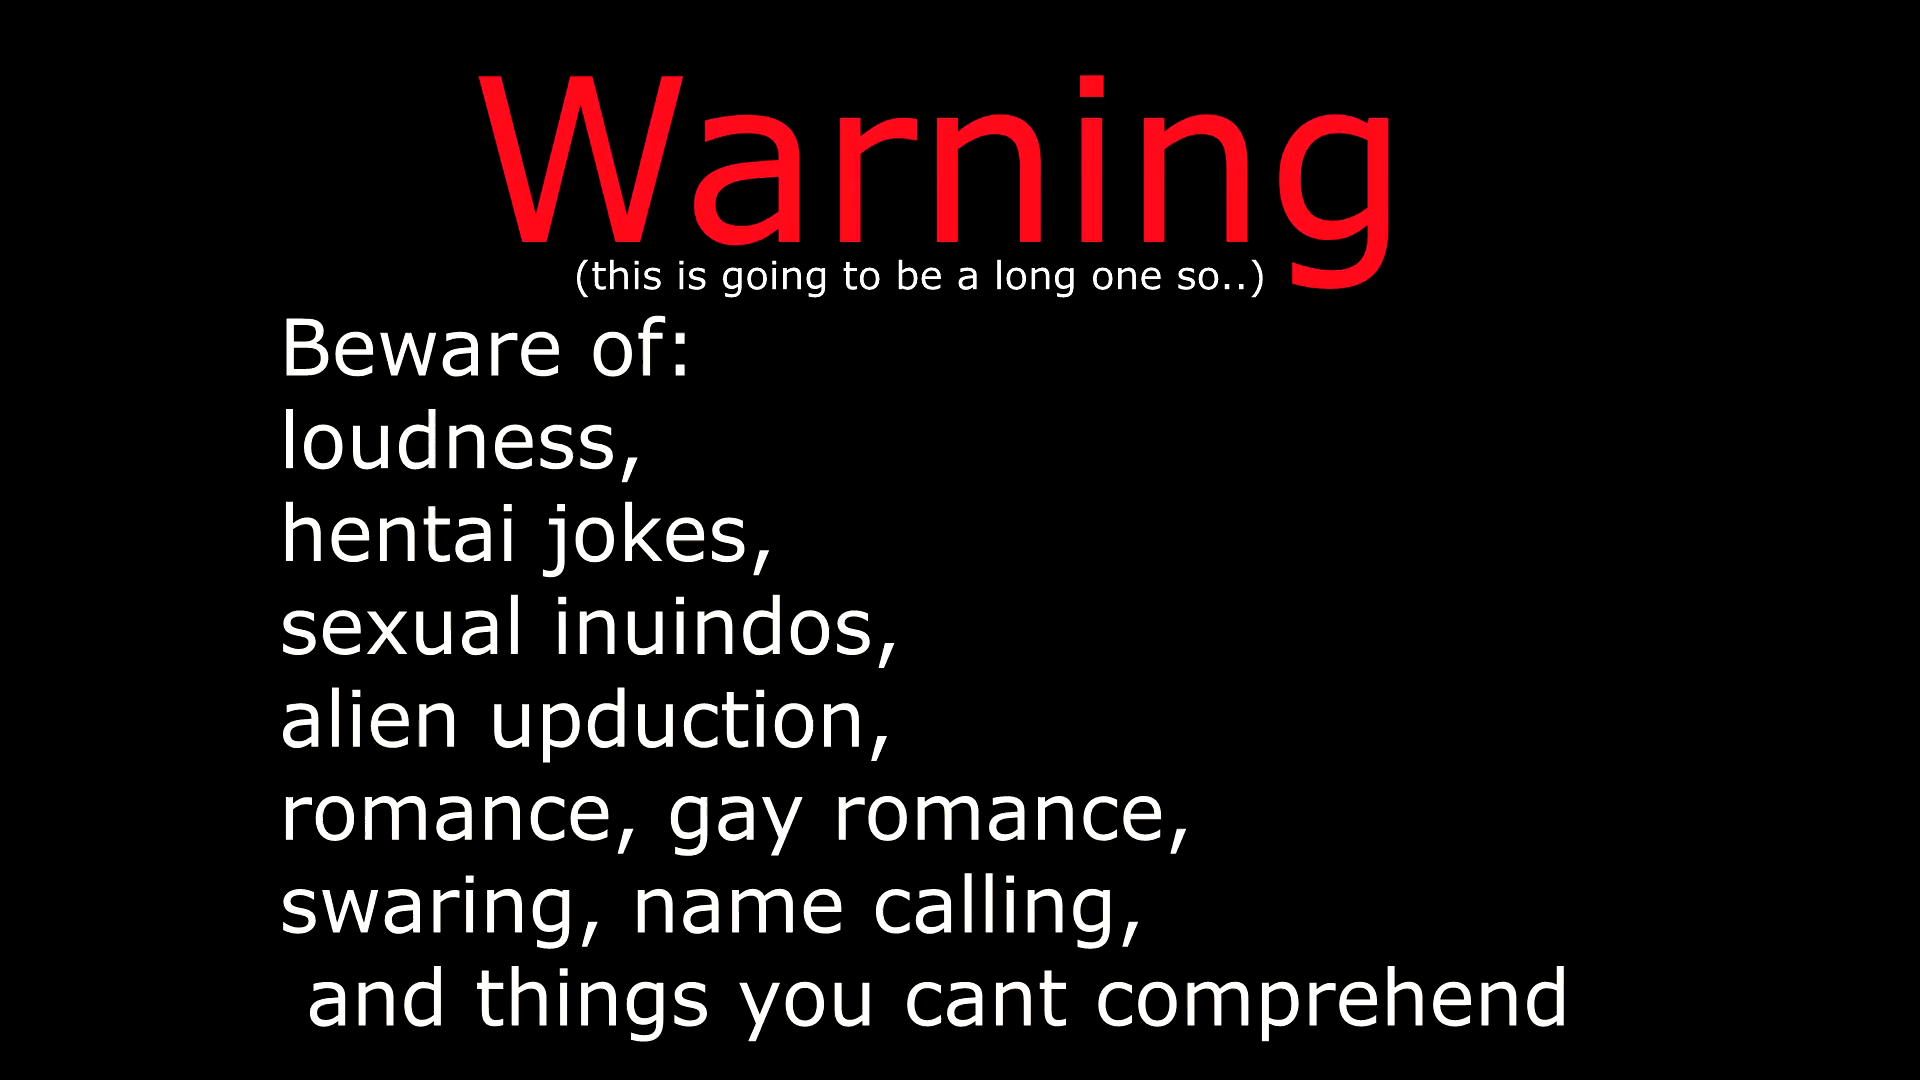 Warning
(this is going to be a long one so..)
Beware of:
loudness,
hentai jokes,
sexual inuindos,
alien upduction,
romance, gay romance,
swaring, name calling,
and things you cant comprehend